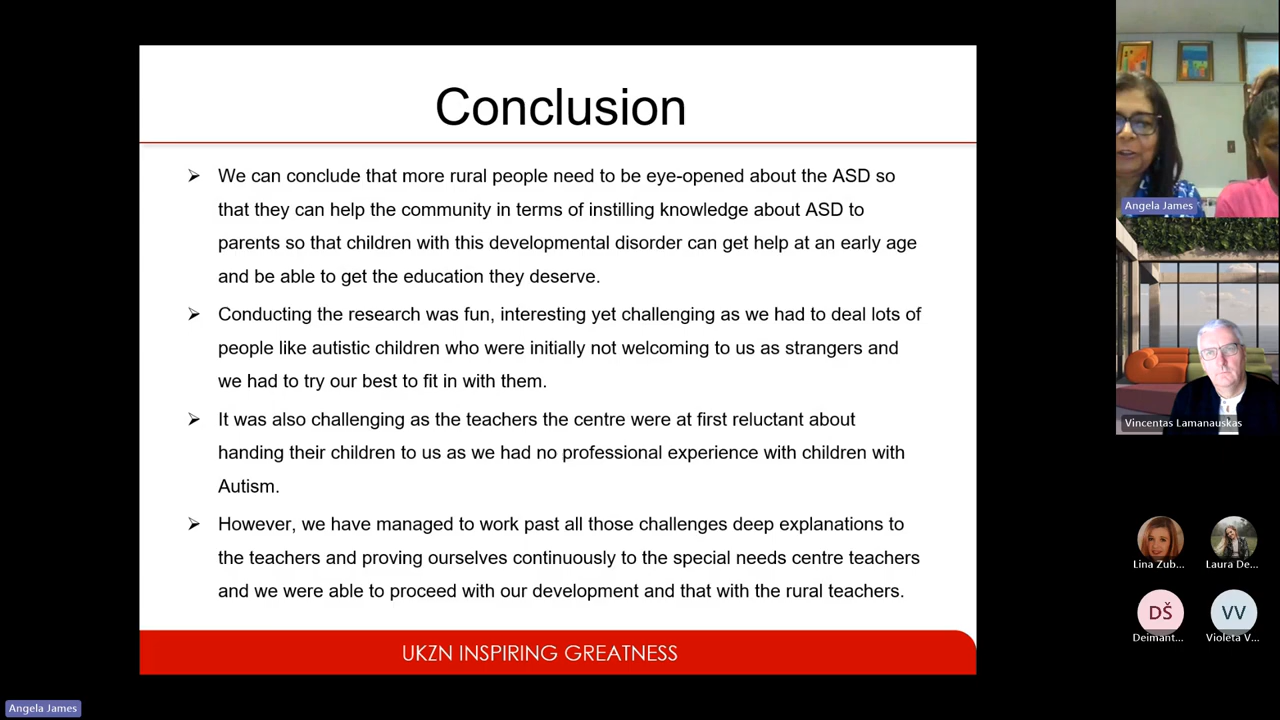 Conclusion
➢ We can conclude that more rural people need to be eye-opened about the ASD so
that they can help the community in terms of instilling knowledge about ASD to
parents so that children with this developmental disorder can get help at an early age
and be able to get the education they deserve.
➢ Conducting the research was fun, interesting yet challenging as we had to deal lots of
people like autistic children who were initially not welcoming to us as strangers and
we had to try our best to fit in with them.
➢ It was also challenging as the teachers the centre were at first reluctant about
handing their children to us as we had no professional experience with children with
Autism.
➢ However, we have managed to work past all those challenges deep explanations to
the teachers and proving ourselves continuously to the special needs centre teachers
and we were able to proceed with our development and that with the rural teachers.
UKZN INSPIRING GREATNESS
Angela James
Angela James
Vincentas Lamanauskas
Lina Zub...
Laura De...
DŠ
VV
Deimant...
Violeta V...